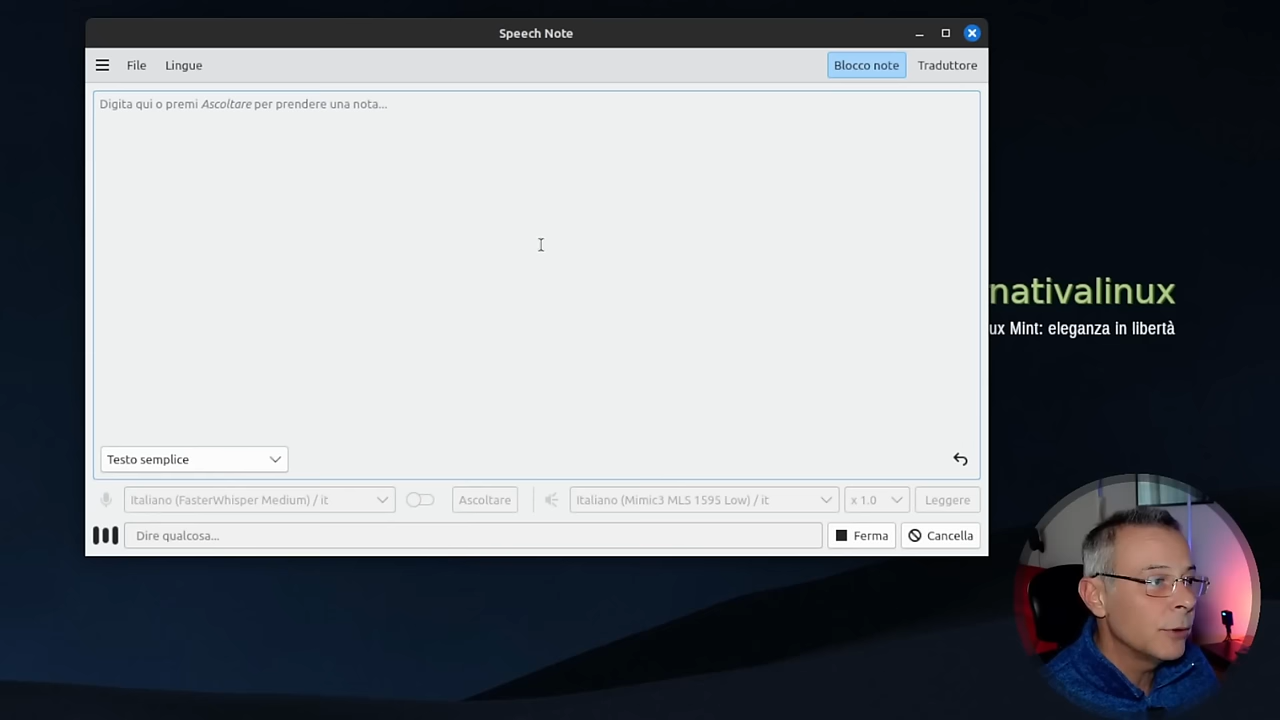 Speech Note
File Lingue Blocco note Traduttore
Digita qui o premi Ascoltare per prendere una nota...
nativalinux
ux Mint: eleganza in libertà
Testo semplice
Italiano (FasterWhisper Medium) / it Ascoltare Italiano (Mimic3 MLS 1595 Low) / it x 1.0 Leggere
Dire qualcosa... Ferma Cancella